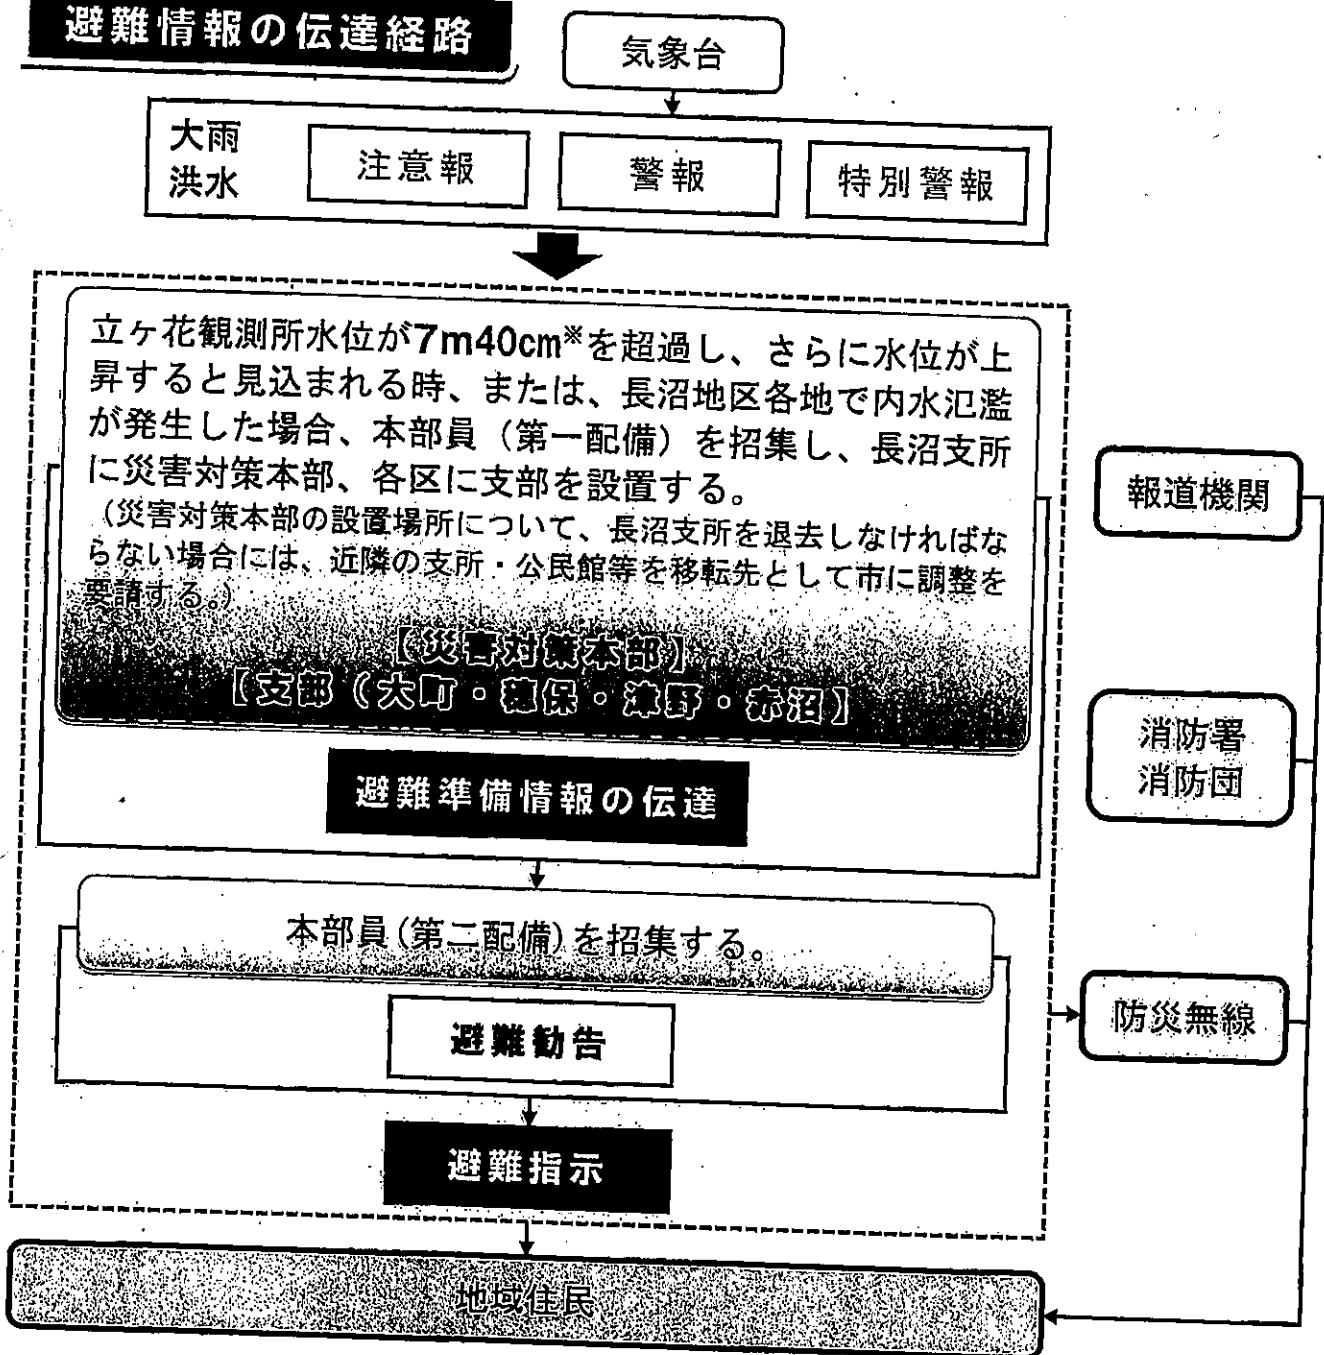 避難情報の伝達経路
気象台
大雨
洪水
注意報
警報
特別警報
立ヶ花観測所水位が7m40cm※を超過し、さらに水位が上
昇すると見込まれる時、または、長沼地区各地で内水氾濫
が発生した場合、本部員（第一配備）を招集し、長沼支所
に災害対策本部、各区に支部を設置する。
（災害対策本部の設置場所について、長沼支所を退去しなければな
らない場合には、近隣の支所・公民館等を移転先として市に調整を
要請する。）
【災害対策本部】
【支部（大町・穂保・津野・赤沼】
避難準備情報の伝達
本部員（第二配備）を招集する。
避難勧告
避難指示
報道機関
消防署
消防団
防災無線
地域住民